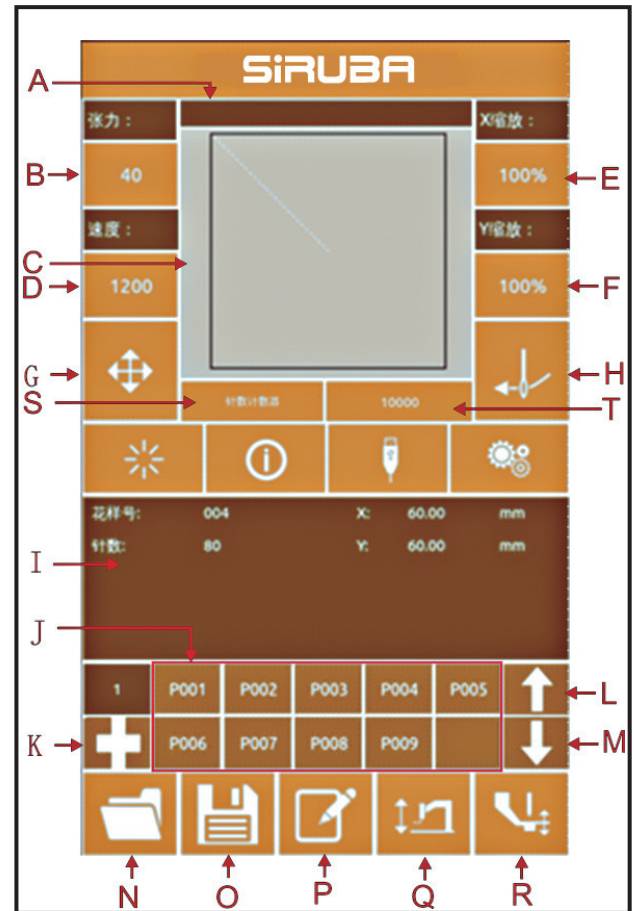 SiRUBA
A
张力： X缩放：
B 40 100% E
速度： Y缩放：
C
D 1200 100% F
G H
S 针数计数器 10000 T
花样号: 004 X: 60.00 mm
针数: 80 Y: 60.00 mm
I
J
1 P001 P002 P003 P004 P005 L
K P006 P007 P008 P009 M
N O P Q R